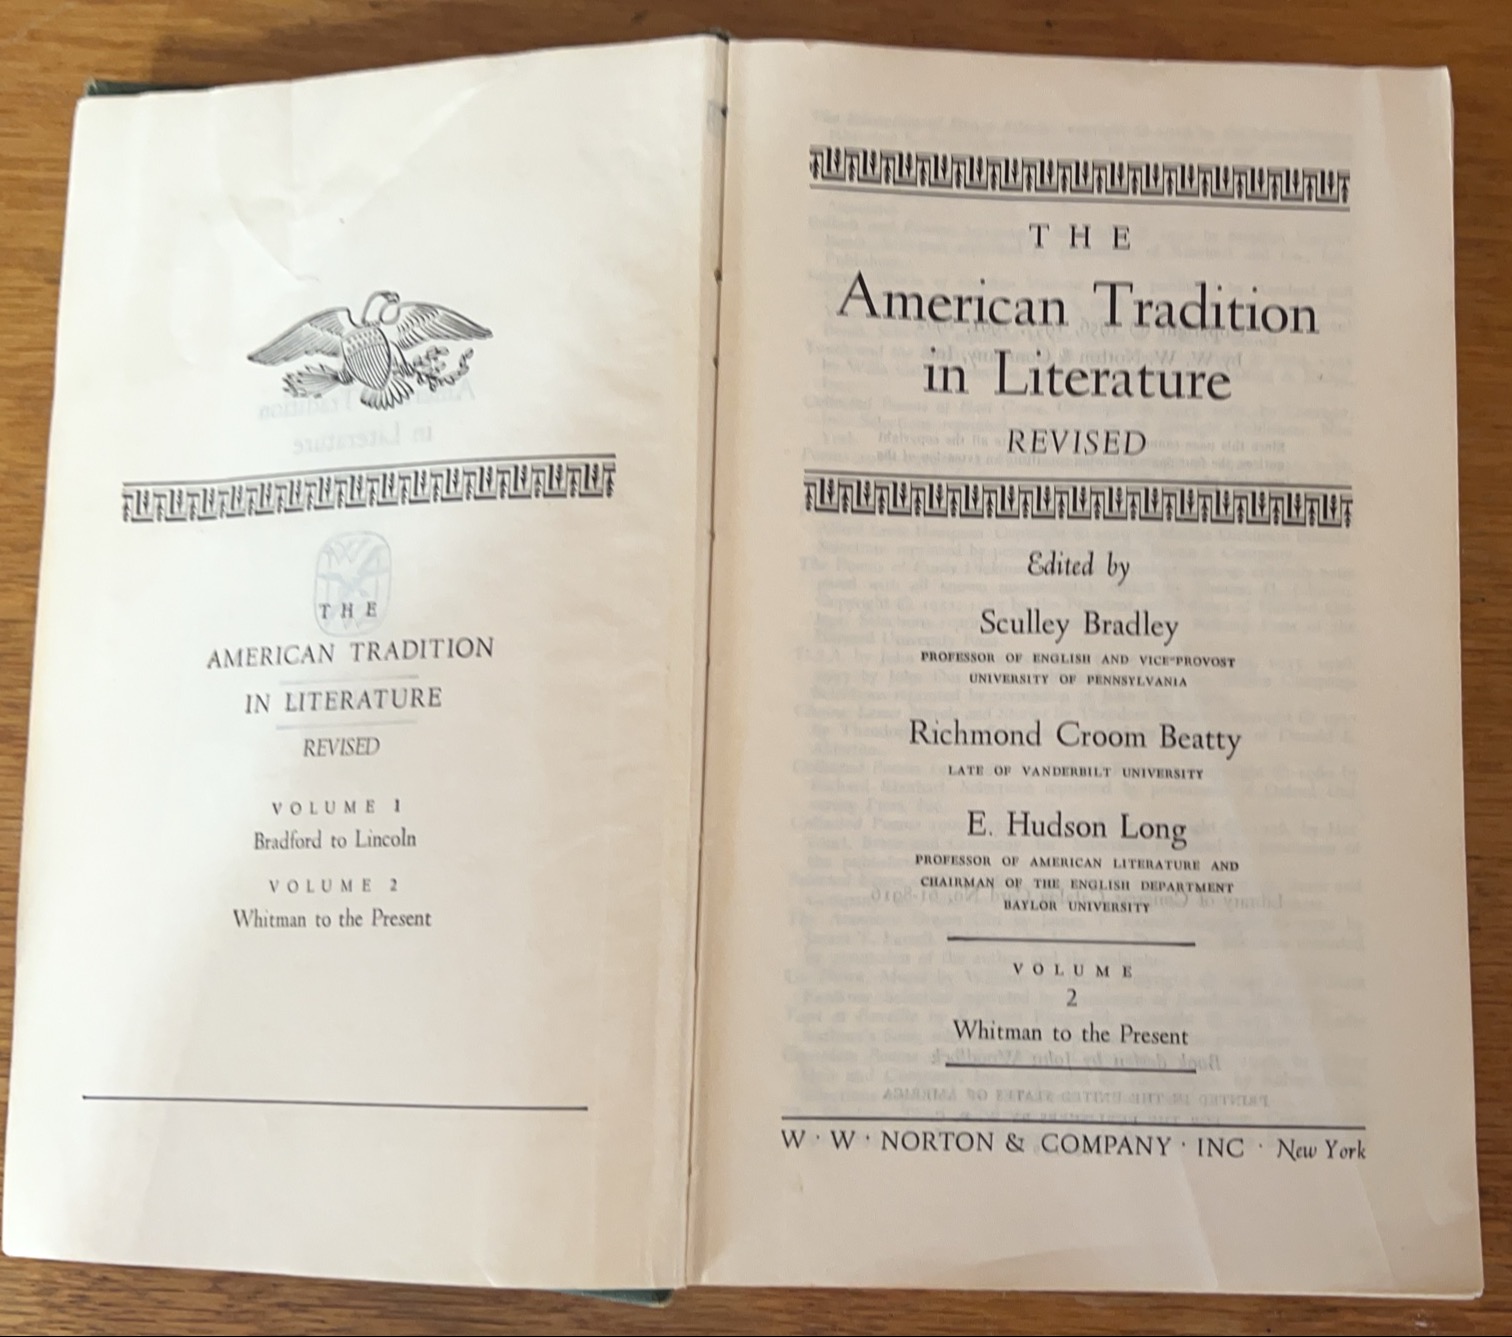 THE
AMERICAN TRADITION
IN LITERATURE
REVISED
VOLUME 1
Bradford to Lincoln
VOLUME 2
Whitman to the Present
THE
American Tradition
in Literature
REVISED
Edited by
Sculley Bradley
PROFESSOR OF ENGLISH AND VICE-PROVOST
UNIVERSITY OF PENNSYLVANIA
Richmond Croom Beatty
LATE OF VANDERBILT UNIVERSITY
E. Hudson Long
PROFESSOR OF AMERICAN LITERATURE AND
CHAIRMAN OF THE ENGLISH DEPARTMENT
BAYLOR UNIVERSITY
VOLUME
2
Whitman to the Present
W · W · NORTON & COMPANY · INC · New York